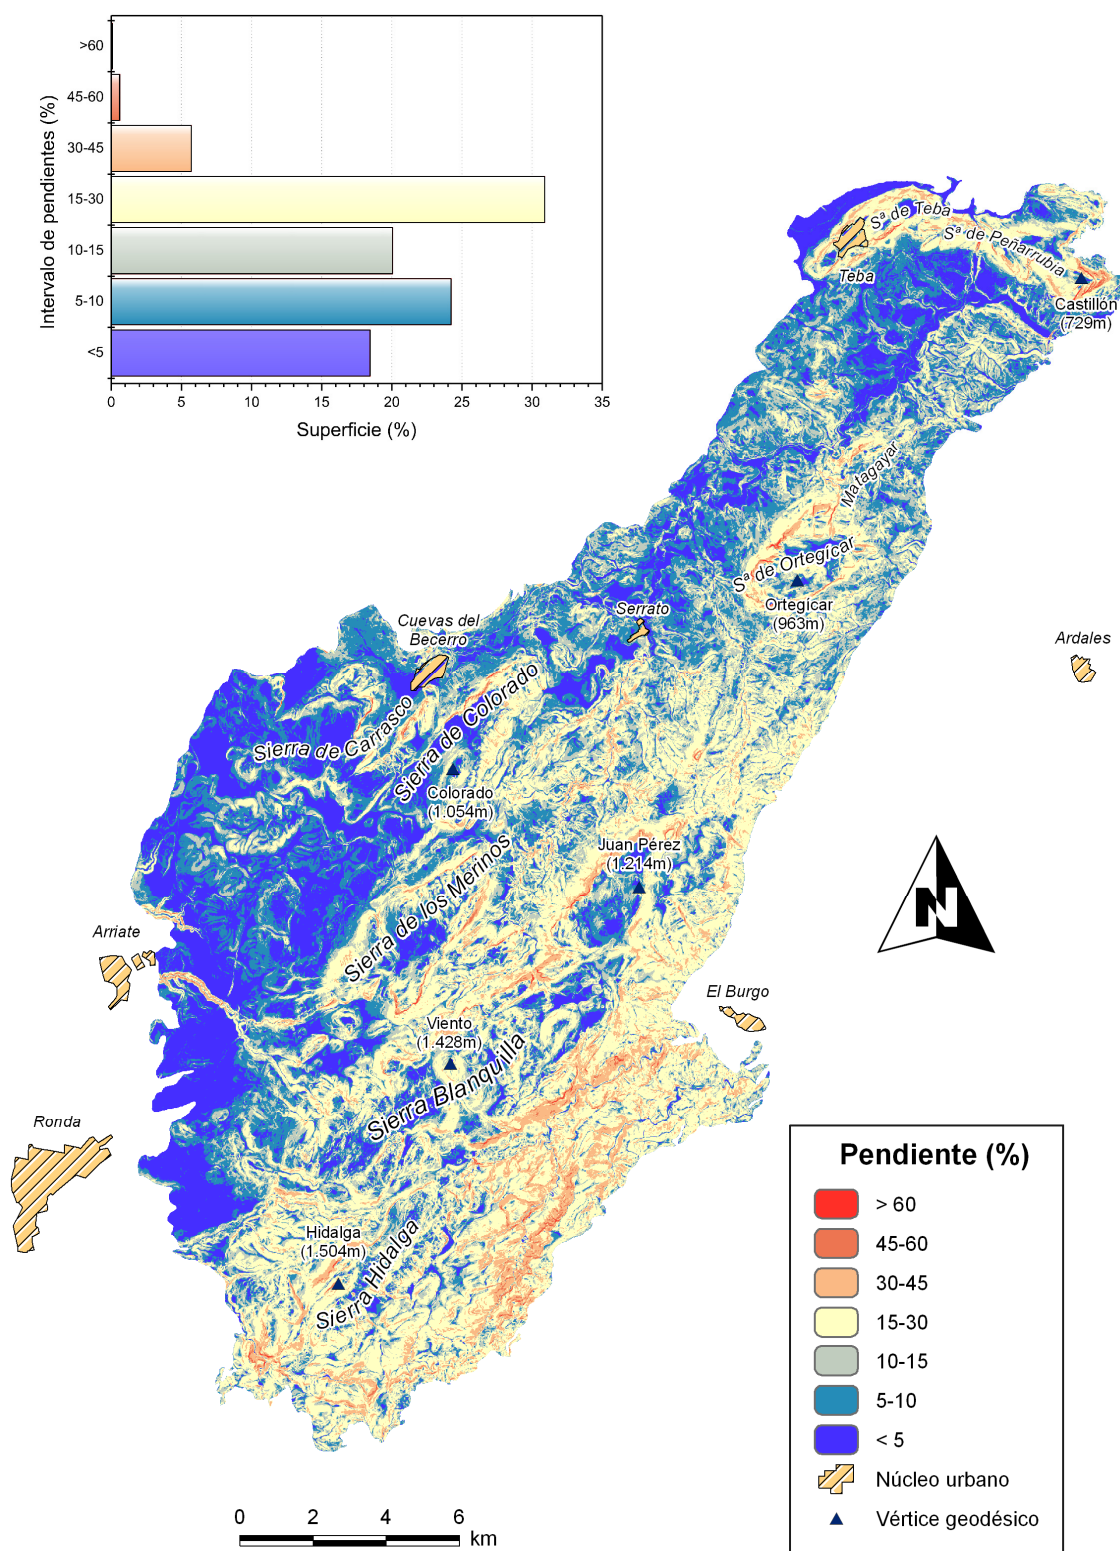 Intervalo de pendientes (%)
>60
45-60
30-45
15-30
10-15
5-10
<5
0 5 10 15 20 25 30 35
Superficie (%)
Sª de Teba
Sª de Peñarrubia
Teba
Castillón
(729m)
Matagayar
Sª de Ortegícar
Ortegícar
(963m)
Serrato
Cuevas del
Becerro
Ardales
Sierra de Carrasco
Sierra de Colorado
Colorado
(1.054m)
Juan Pérez
(1.214m)
Sierra de los Merinos
N
Arriate
El Burgo
Viento
(1.428m)
Sierra Blanquilla
Ronda
Hidalga
(1.504m)
Sierra Hidalga
Pendiente (%)
> 60
45-60
30-45
15-30
10-15
5-10
< 5
Núcleo urbano
Vértice geodésico
0 2 4 6
km